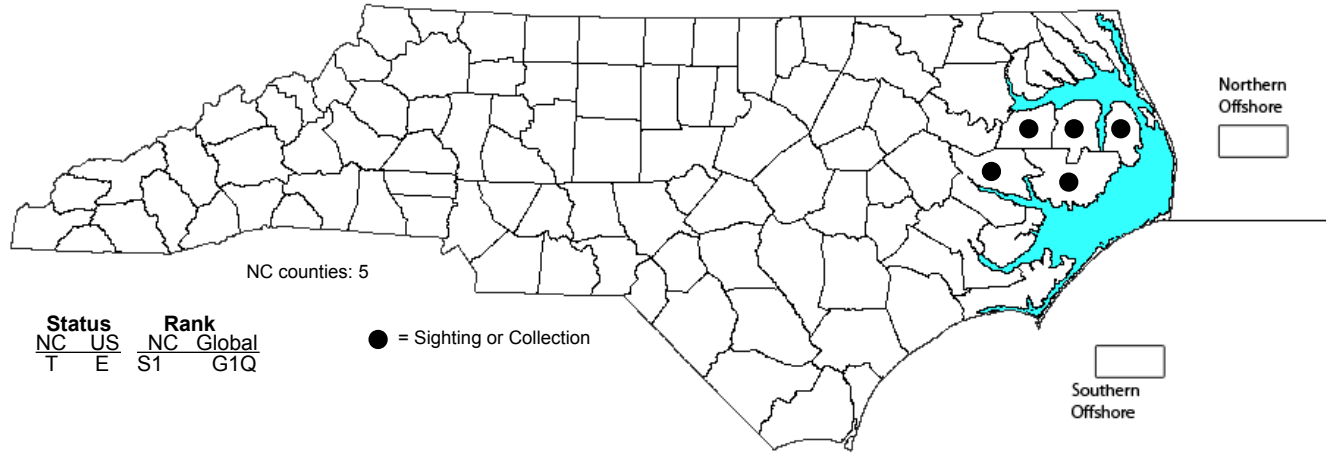 Northern
Offshore
NC counties: 5
Status Rank
NC US NC Global
T E S1 G1Q
= Sighting or Collection
Southern
Offshore